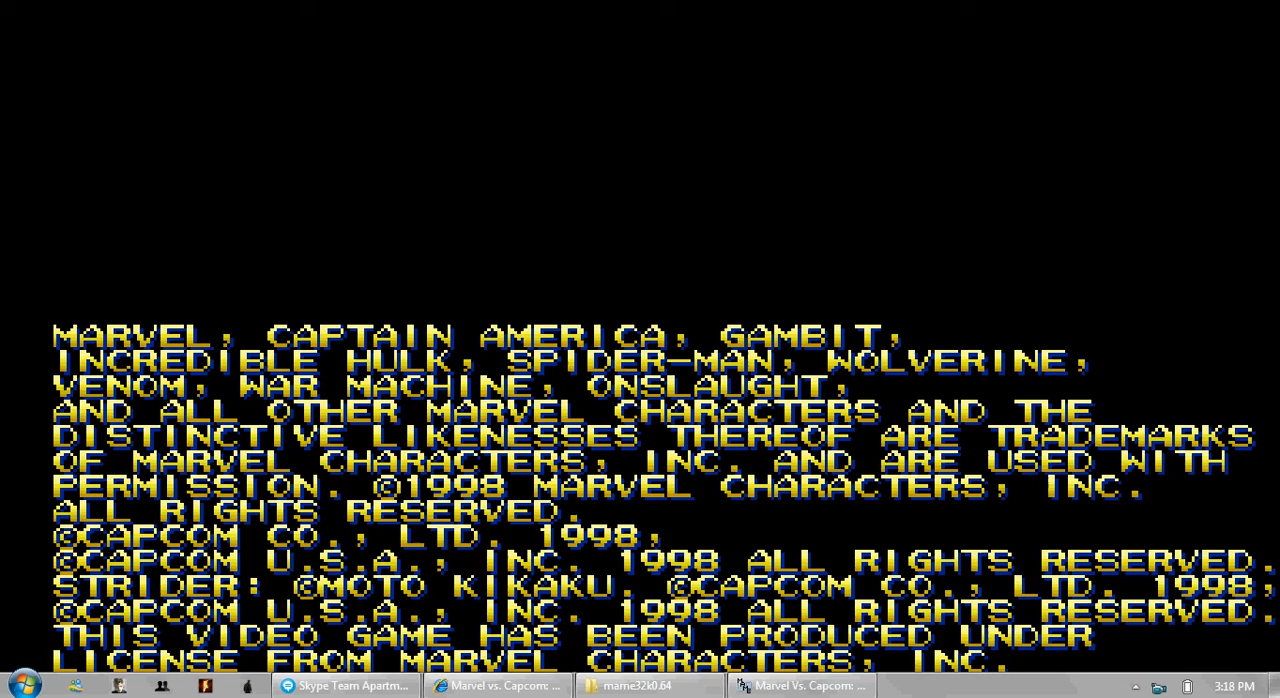 MARVEL, CAPTAIN AMERICA, GAMBIT,
INCREDIBLE HULK, SPIDER-MAN, WOLVERINE,
VENOM, WAR MACHINE, ONSLAUGHT,
AND ALL OTHER MARVEL CHARACTERS AND THE
DISTINCTIVE LIKENESSES THEREOF ARE TRADEMARKS
OF MARVEL CHARACTERS, INC. AND ARE USED WITH
PERMISSION. ©1998 MARVEL CHARACTERS, INC.
ALL RIGHTS RESERVED.
©CAPCOM CO., LTD. 1998,
©CAPCOM U.S.A., INC. 1998 ALL RIGHTS RESERVED.
STRIDER: ©MOTO KIKAKU. ©CAPCOM CO., LTD. 1998,
©CAPCOM U.S.A., INC. 1998 ALL RIGHTS RESERVED.
THIS VIDEO GAME HAS BEEN PRODUCED UNDER
LICENSE FROM MARVEL CHARACTERS, INC.
Skype Team Apartm... Marvel vs. Capcom: ... mame32k0.64 Marvel Vs. Capcom: ... 3:18 PM